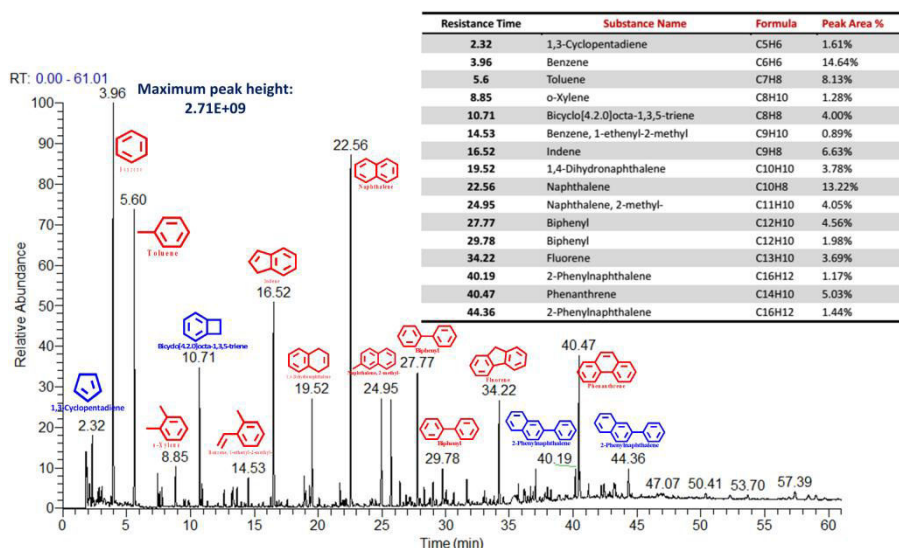 Resistance Time Substance Name Formula Peak Area %
2.32 1,3-Cyclopentadiene C5H6 1.61%
3.96 Benzene C6H6 14.64%
5.6 Toluene C7H8 8.13%
8.85 o-Xylene C8H10 1.28%
10.71 Bicyclo[4.2.0]octa-1,3,5-triene C8H8 4.00%
14.53 Benzene, 1-ethenyl-2-methyl C9H10 0.89%
16.52 Indene C9H8 6.63%
19.52 1,4-Dihydronaphthalene C10H10 3.78%
22.56 Naphthalene C10H8 13.22%
24.95 Naphthalene, 2-methyl- C11H10 4.05%
27.77 Biphenyl C12H10 4.56%
29.78 Biphenyl C12H10 1.98%
34.22 Fluorene C13H10 3.69%
40.19 2-Phenylnaphthalene C16H12 1.17%
40.47 Phenanthrene C14H10 5.03%
44.36 2-Phenylnaphthalene C16H12 1.44%
RT: 0.00 - 61.01
Maximum peak height:
2.71E+09
3.96
5.60
Toluene
22.56
Naphthalene
Indene
16.52
Bicyclo[4.2.0]octa-1,3,5-triene
10.71
1,3-Cyclopentadiene
2.32
o-Xylene
8.85
Benzene, 1-ethenyl-2-methyl-
14.53
19.52
Naphthalene, 2-methyl-
24.95
Biphenyl
27.77
Biphenyl
29.78
Fluorene
34.22
2-Phenylnaphthalene
40.19
40.47
Phenanthrene
2-Phenylnaphthalene
44.36
47.07
50.41
53.70
57.39
Relative Abundance
100
90
80
70
60
50
40
30
20
10
0
0 5 10 15 20 25 30 35 40 45 50 55 60
Time (min)